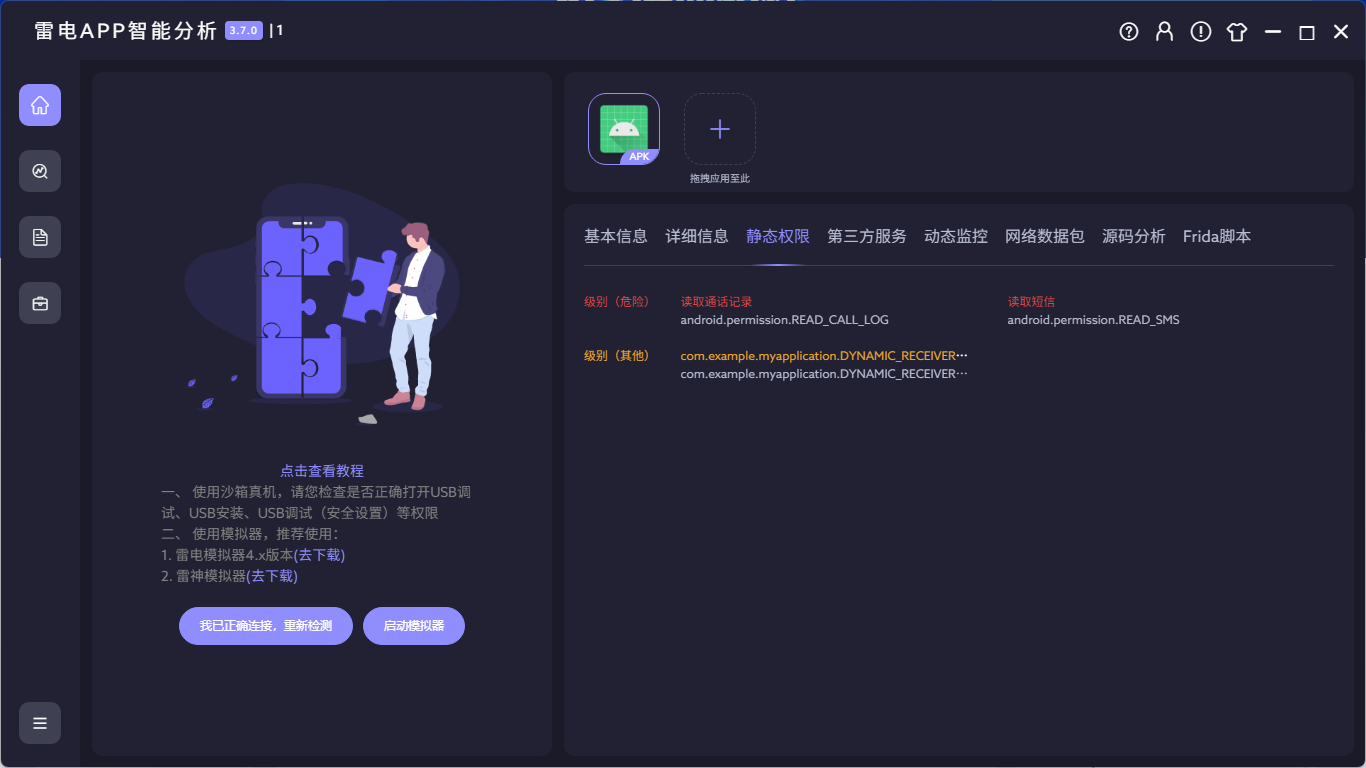 雷电APP智能分析 3.7.0 | 1
APK
拖拽应用至此
基本信息 详细信息 静态权限 第三方服务 动态监控 网络数据包 源码分析 Frida脚本
级别（危险） 读取通话记录 读取短信
android.permission.READ_CALL_LOG android.permission.READ_SMS
级别（其他） com.example.myapplication.DYNAMIC_RECEIVER···
com.example.myapplication.DYNAMIC_RECEIVER···
点击查看教程
一、 使用沙箱真机，请您检查是否正确打开USB调
试、USB安装、USB调试（安全设置）等权限
二、 使用模拟器，推荐使用：
1. 雷电模拟器4.x版本(去下载)
2. 雷神模拟器(去下载)
我已正确连接，重新检测 启动模拟器